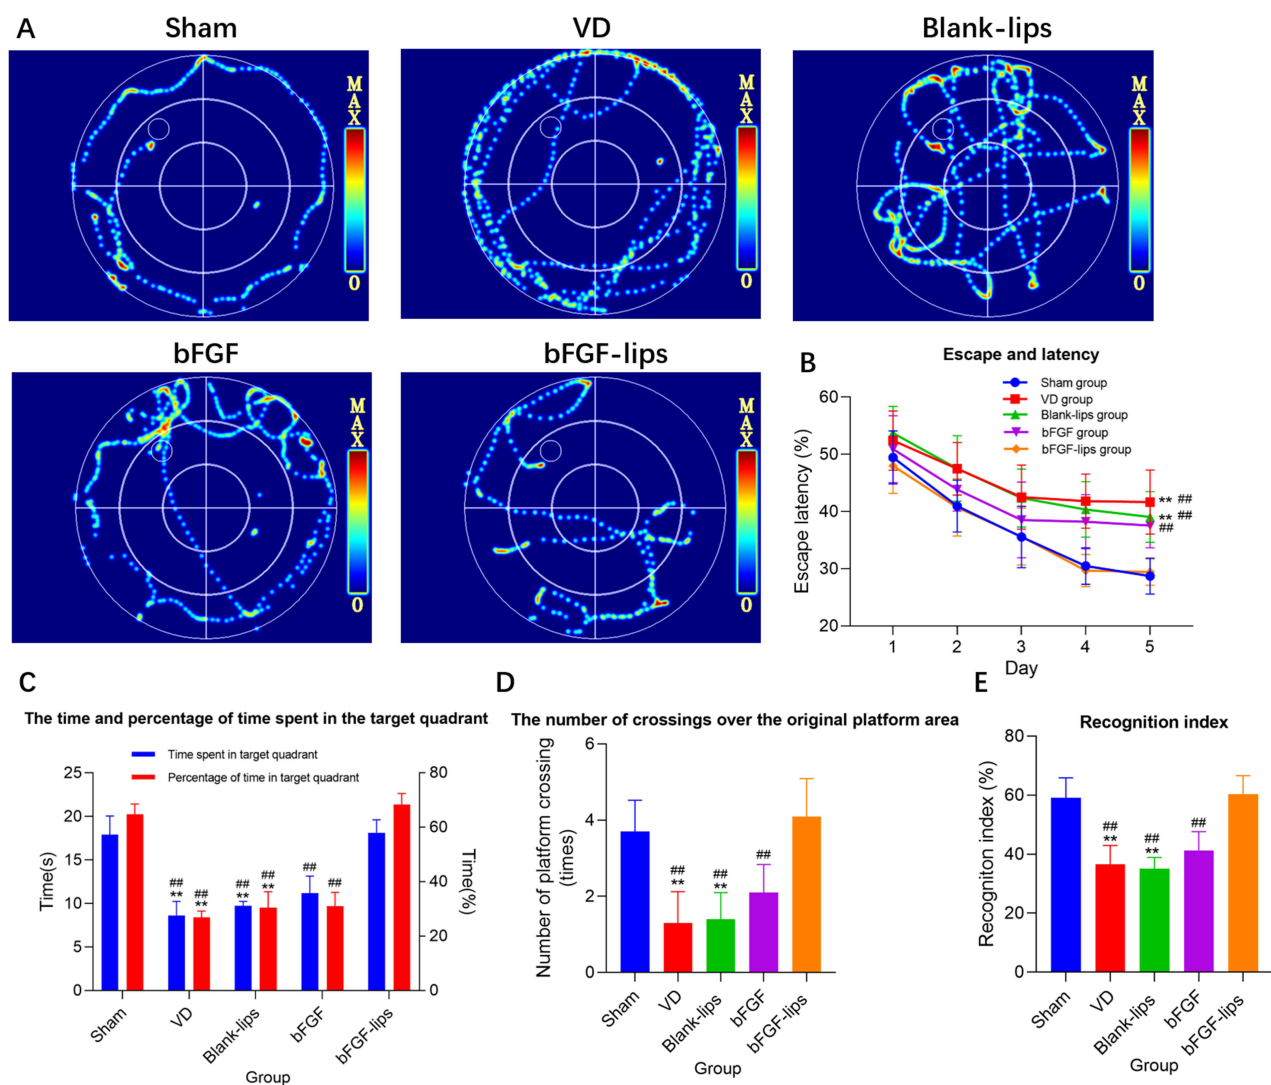 A
Sham
VD
Blank-lips
MAX
0
MAX
0
MAX
0
bFGF
bFGF-lips
MAX
0
MAX
0
B
Escape and latency
Sham group
VD group
Blank-lips group
bFGF group
bFGF-lips group
Escape latency (%)
60
50
40
30
20
** ##
** ##
##
1 2 3 4 5
Day
C
The time and percentage of time spent in the target quadrant
Time spent in target quadrant
Percentage of time in target quadrant
Time(s)
25
20
15
10
5
0
## ** ## **
## ** ## **
## ##
80
60
40
20
0
Time(%)
Sham VD Blank-lips bFGF bFGF-lips
Group
D
The number of crossings over the original platform area
Number of platform crossing
(times)
6
4
2
0
## ## ##
** **
Sham VD Blank-lips bFGF bFGF-lips
Group
E
Recognition index
Recogniton index (%)
80
60
40
20
0
## ## ##
** **
Sham VD Blank-lips bFGF bFGF-lips
Group